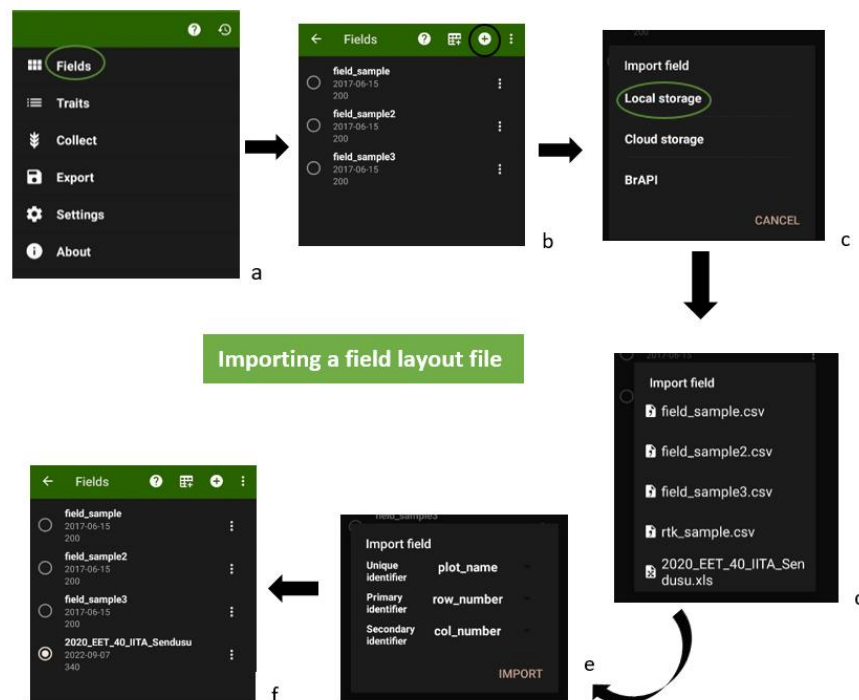 Fields
Traits
Collect
Export
Settings
About
a
Fields
field_sample
2017-06-15
200
field_sample2
2017-06-15
200
field_sample3
2017-06-15
200
b
200
Import field
Local storage
Cloud storage
BrAPI
CANCEL
c
Importing a field layout file
2017-06-15
Import field
field_sample.csv
field_sample2.csv
field_sample3.csv
rtk_sample.csv
2020_EET_40_IITA_Sen
dusu.xls
d
field_sample3
Import field
Unique
identifier
plot_name
Primary
identifier
row_number
Secondary
identifier
col_number
IMPORT
e
Fields
field_sample
2017-06-15
200
field_sample2
2017-06-15
200
field_sample3
2017-06-15
200
2020_EET_40_IITA_Sendusu
2022-09-07
340
f